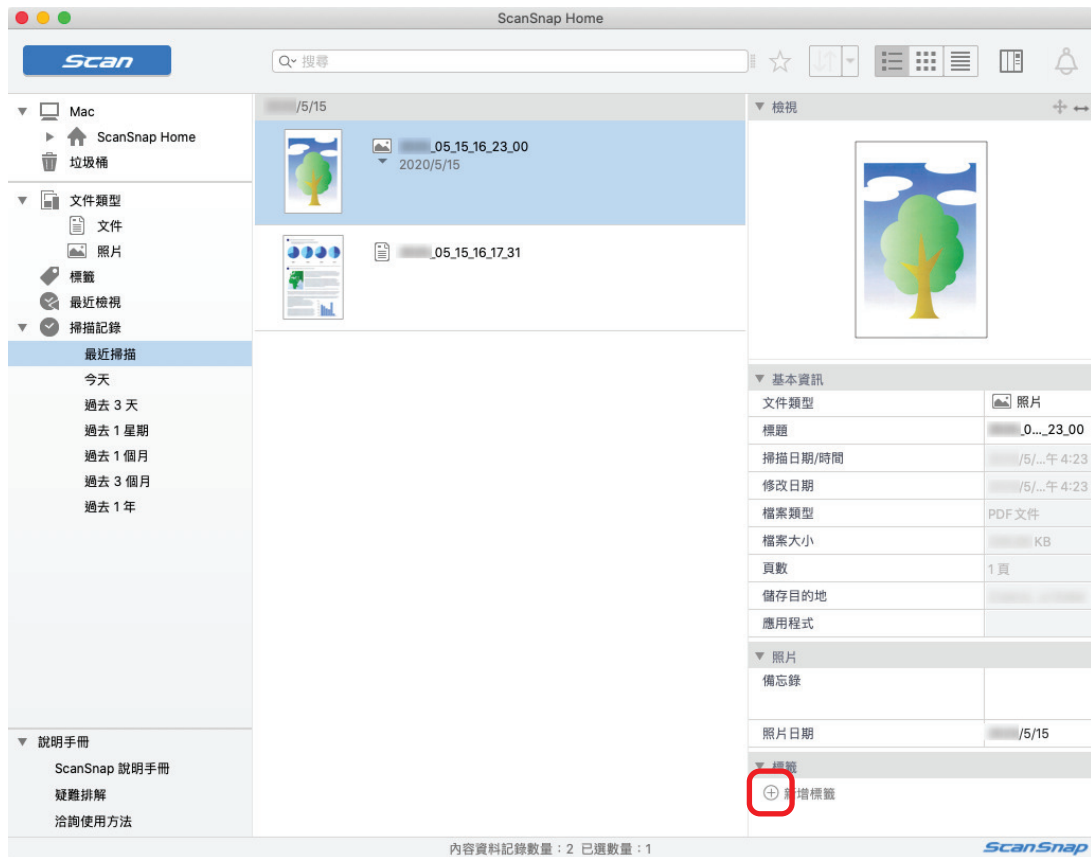 ScanSnap Home
Scan
搜尋
Mac
ScanSnap Home
垃圾桶
文件類型
文件
照片
標籤
最近檢視
掃描記錄
最近掃描
今天
過去 3 天
過去 1 星期
過去 1 個月
過去 3 個月
過去 1 年
說明手冊
ScanSnap 說明手冊
疑難排解
洽詢使用方法
/5/15
_05_15_16_23_00
2020/5/15
_05_15_16_17_31
檢視
基本資訊
文件類型 照片
標題 _0..._23_00
掃描日期/時間 /5/...午 4:23
修改日期 /5/...午 4:23
檔案類型 PDF 文件
檔案大小 KB
頁數 1 頁
儲存目的地
應用程式
照片
備忘錄
照片日期 /5/15
標籤
新增標籤
內容資料記錄數量：2 已選數量：1
ScanSnap